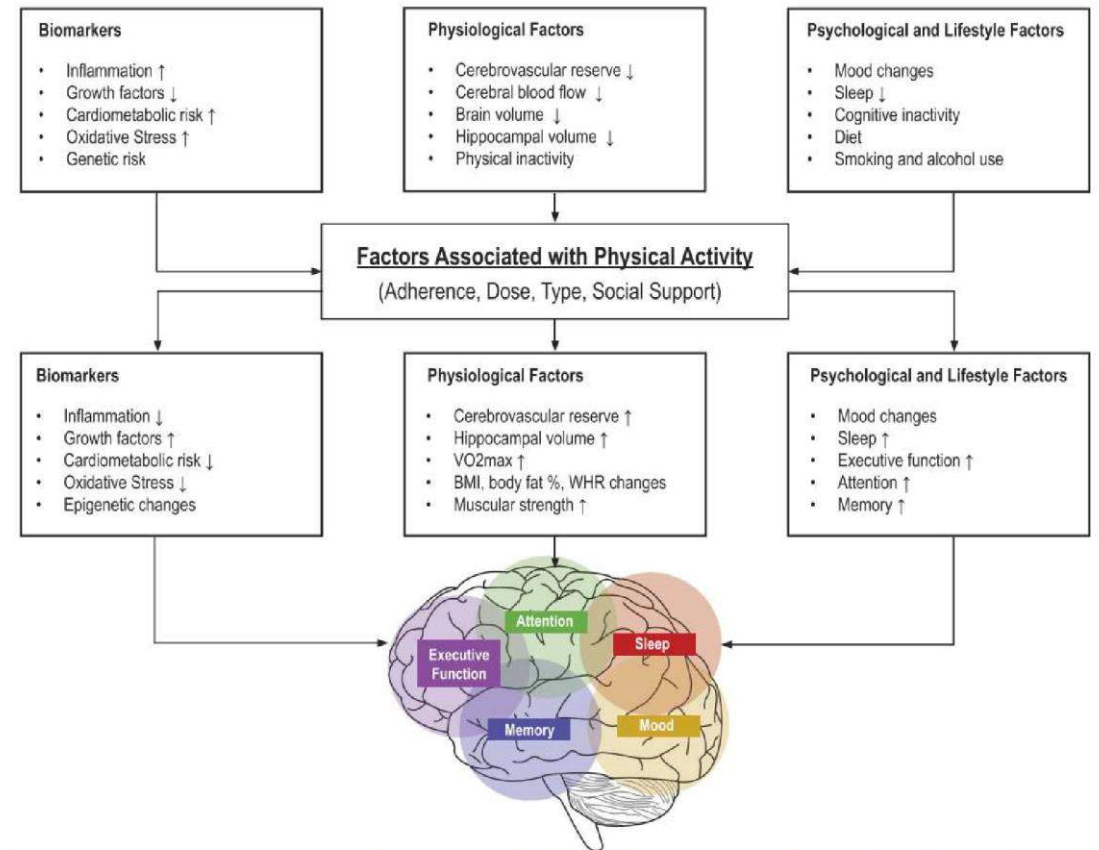 Biomarkers
• Inflammation ↑
• Growth factors ↓
• Cardiometabolic risk ↑
• Oxidative Stress ↑
• Genetic risk
Physiological Factors
• Cerebrovascular reserve ↓
• Cerebral blood flow ↓
• Brain volume ↓
• Hippocampal volume ↓
• Physical inactivity
Psychological and Lifestyle Factors
• Mood changes
• Sleep ↓
• Cognitive inactivity
• Diet
• Smoking and alcohol use
Factors Associated with Physical Activity
(Adherence, Dose, Type, Social Support)
Biomarkers
• Inflammation ↓
• Growth factors ↑
• Cardiometabolic risk ↓
• Oxidative Stress ↓
• Epigenetic changes
Physiological Factors
• Cerebrovascular reserve ↑
• Hippocampal volume ↑
• VO2max ↑
• BMI, body fat %, WHR changes
• Muscular strength ↑
Psychological and Lifestyle Factors
• Mood changes
• Sleep ↑
• Executive function ↑
• Attention ↑
• Memory ↑
Attention
Sleep
Executive
Function
Memory
Mood